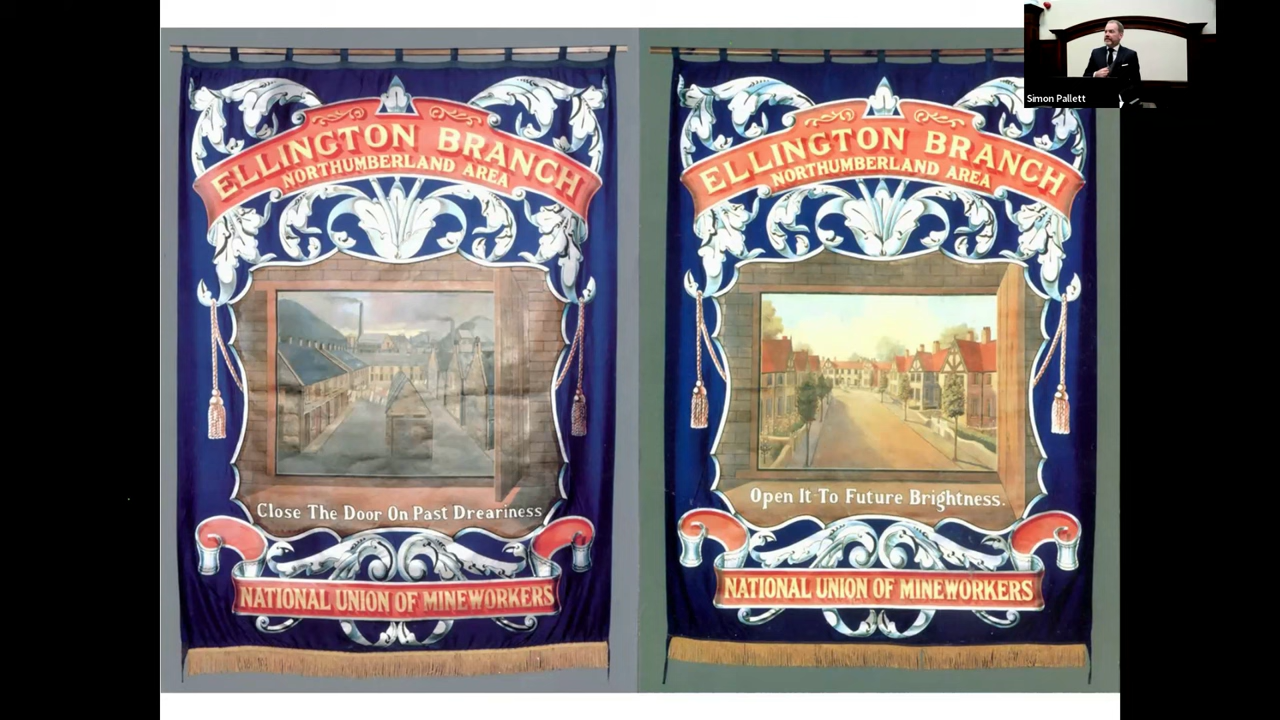 ELLINGTON BRANCH
NORTHUMBERLAND AREA
Close The Door On Past Dreariness
NATIONAL UNION OF MINEWORKERS
ELLINGTON BRANCH
NORTHUMBERLAND AREA
Open It To Future Brightness.
NATIONAL UNION OF MINEWORKERS
Simon Pallett